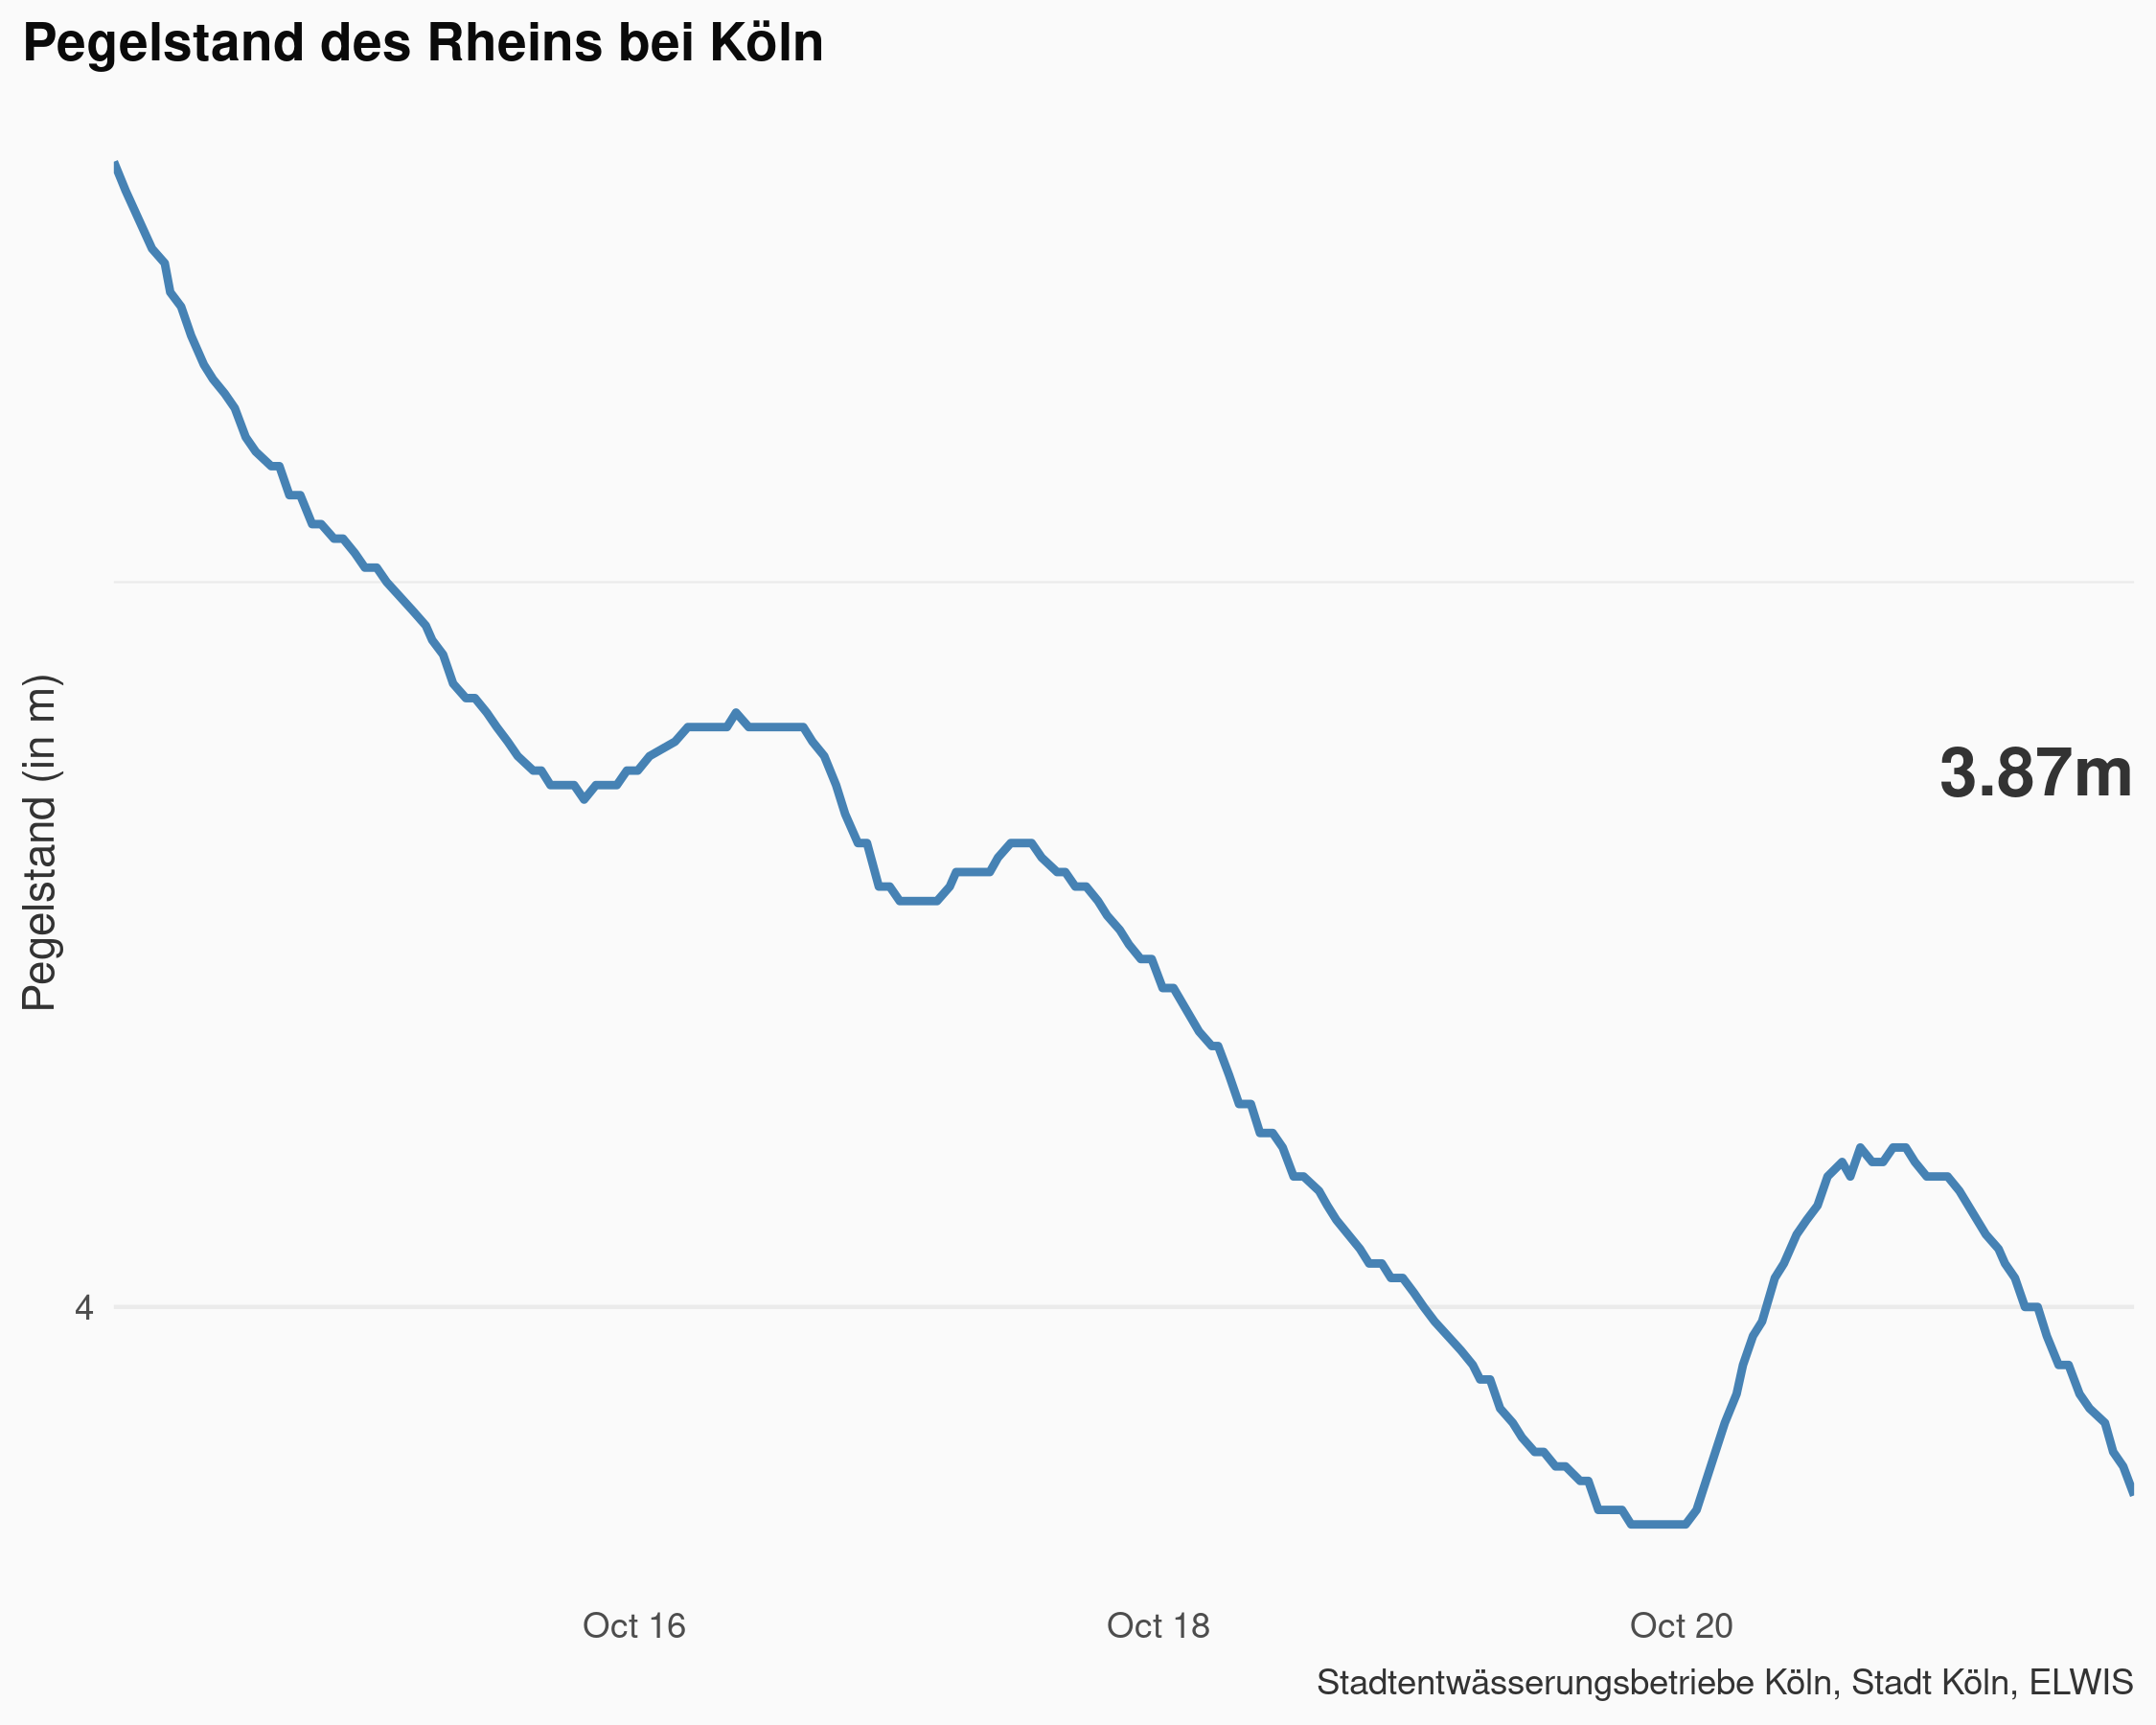 Pegelstand des Rheins bei Köln
Pegelstand (in m)
3.87m
4
Oct 16
Oct 18
Oct 20
Stadtentwässerungsbetriebe Köln, Stadt Köln, ELWIS